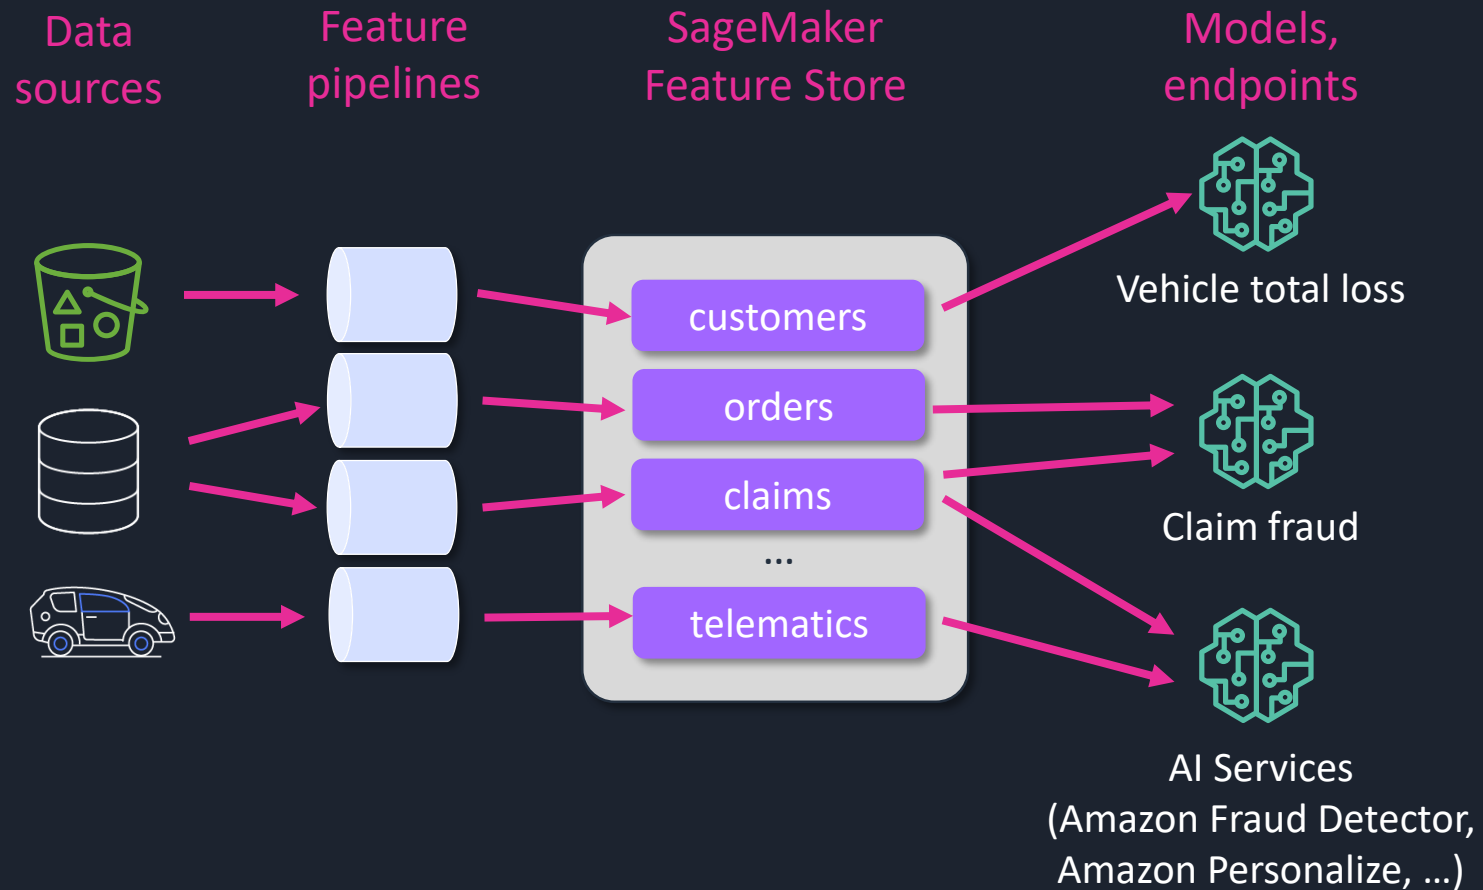 Data
sources
Feature
pipelines
SageMaker
Feature Store
Models,
endpoints
customers
orders
claims
...
telematics
Vehicle total loss
Claim fraud
AI Services
(Amazon Fraud Detector,
Amazon Personalize, ...)